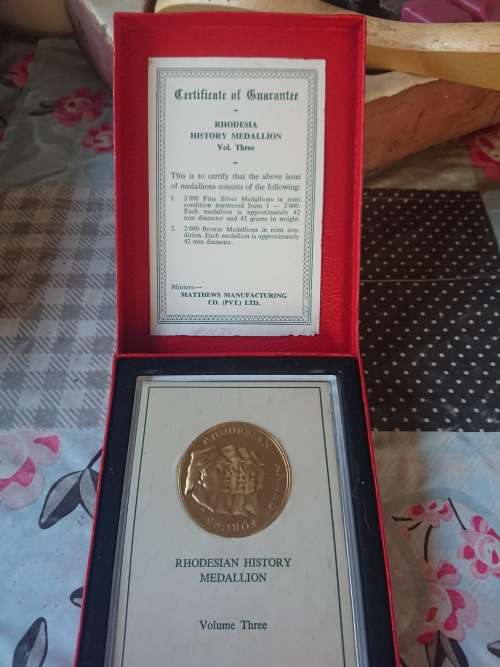 Certificate of Guarantee
RHODESIA
HISTORY MEDALLION
Vol. Three
This is to certify that the above issue
of medallions consists of the following:
1. 2 000 Fine Silver Medallions in mint
condition numbered from 1 — 2 000.
Each medallion is approximately 42
mm diameter and 42 grams in weight.
2. 2 000 Bronze Medallions in mint con-
dition. Each medallion is approximately
42 mm diameter.
Minters.—
MATTHEWS MANUFACTURING
CO. (PVT.) LTD.
RHODESIAN ARMED FORCES
RHODESIAN HISTORY
MEDALLION
Volume Three